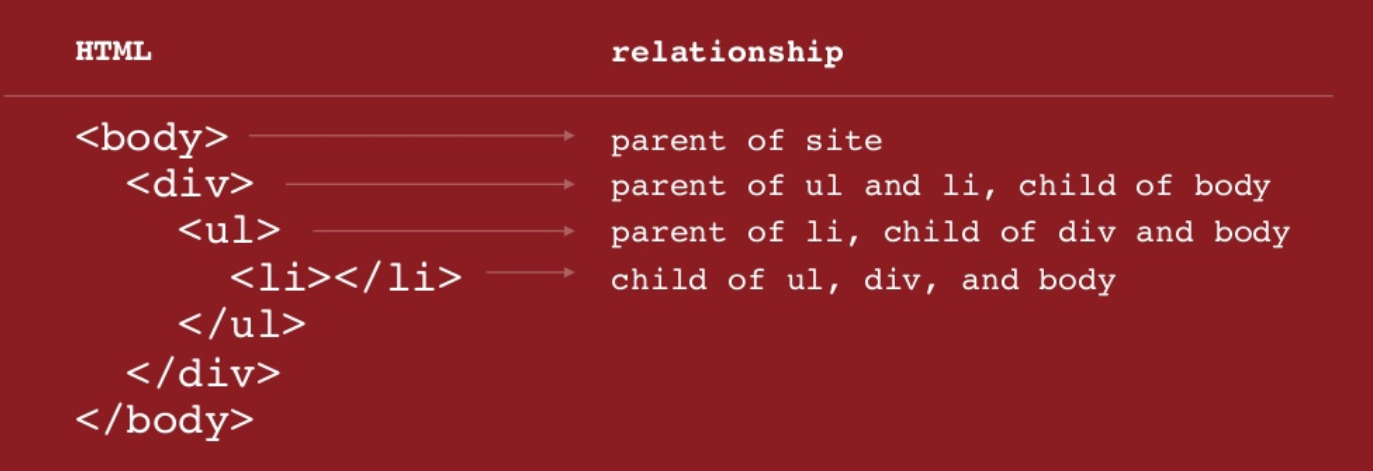 HTML relationship
<body> parent of site
<div> parent of ul and li, child of body
<ul> parent of li, child of div and body
<li></li> child of ul, div, and body
</ul>
</div>
</body>